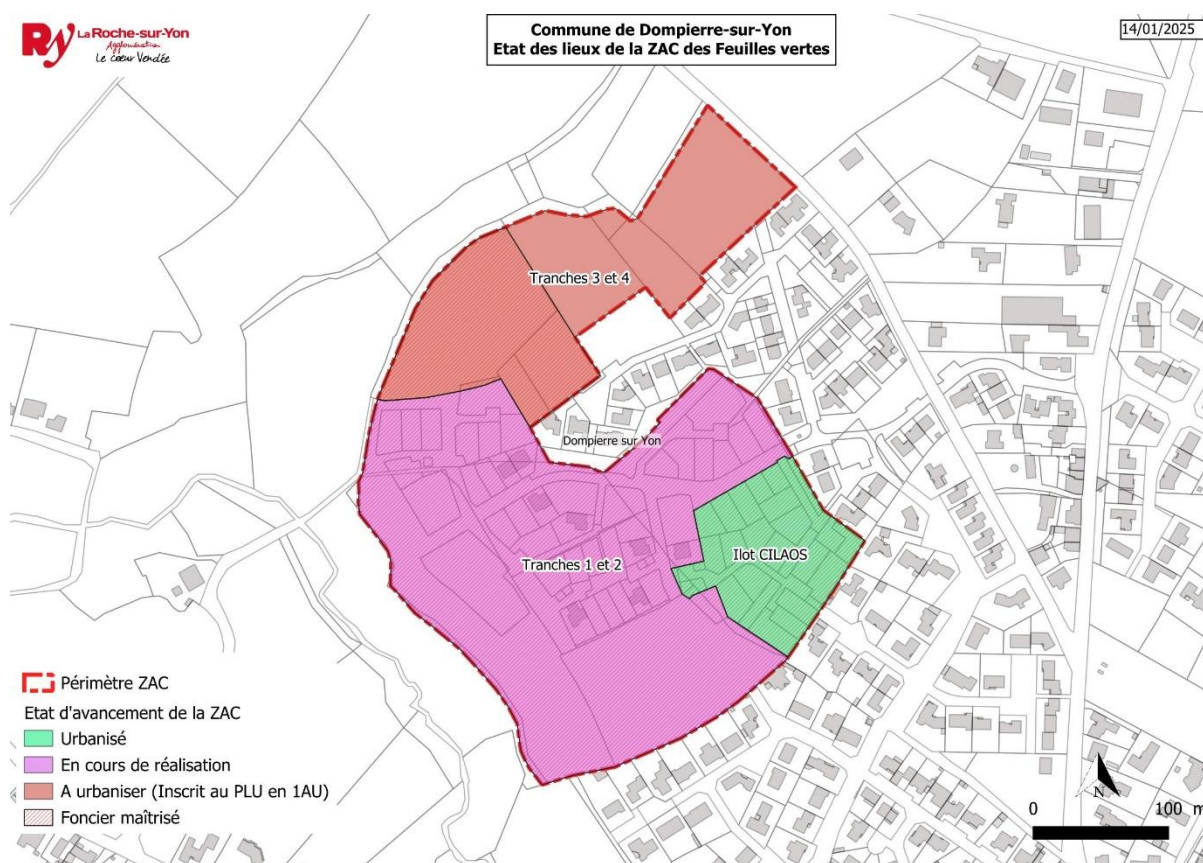 Ry La Roche-sur-Yon
Agglomération
Le cœur Vendée
Commune de Dompierre-sur-Yon
Etat des lieux de la ZAC des Feuilles vertes
14/01/2025
Tranches 3 et 4
Dompierre sur Yon
Tranches 1 et 2
Ilot CILAOS
Périmètre ZAC
Etat d'avancement de la ZAC
Urbanisé
En cours de réalisation
A urbaniser (Inscrit au PLU en 1AU)
Foncier maîtrisé
N
0 100 m